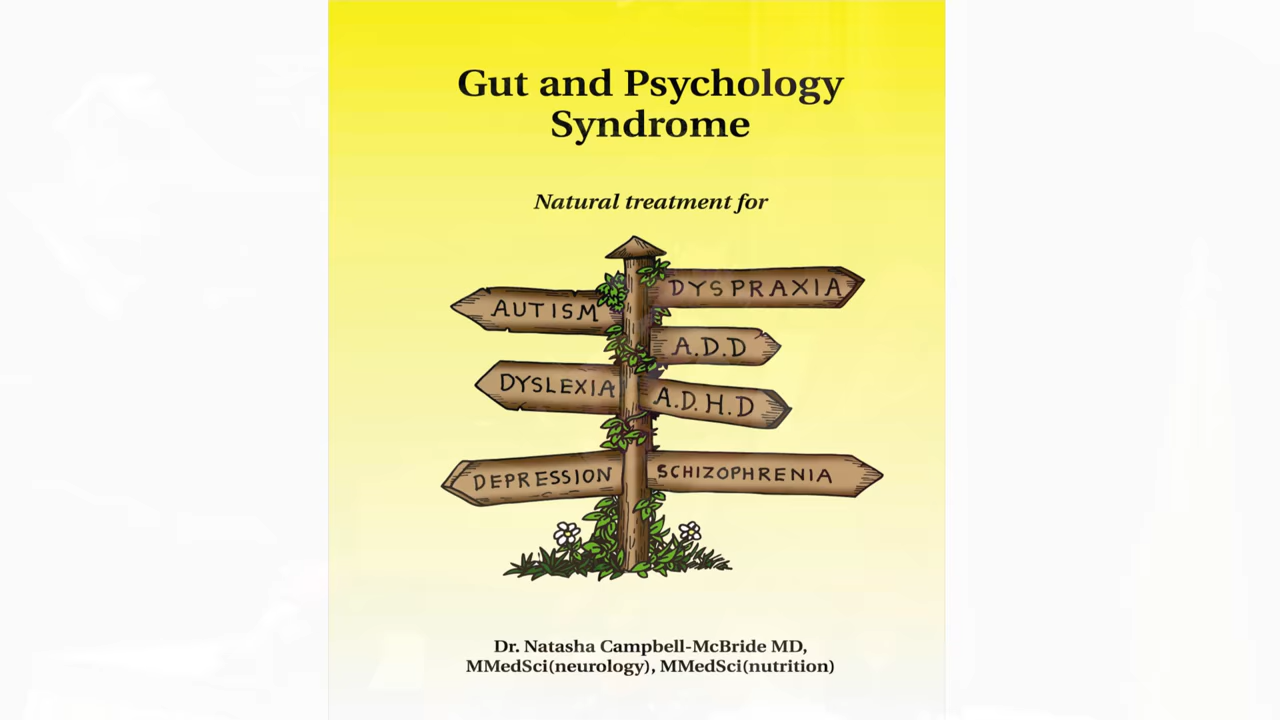 Gut and Psychology
Syndrome
Natural treatment for
DYSPRAXIA
AUTISM
A.D.D
DYSLEXIA
A.D.H.D
DEPRESSION
SCHIZOPHRENIA
Dr. Natasha Campbell-McBride MD,
MMedSci(neurology), MMedSci(nutrition)